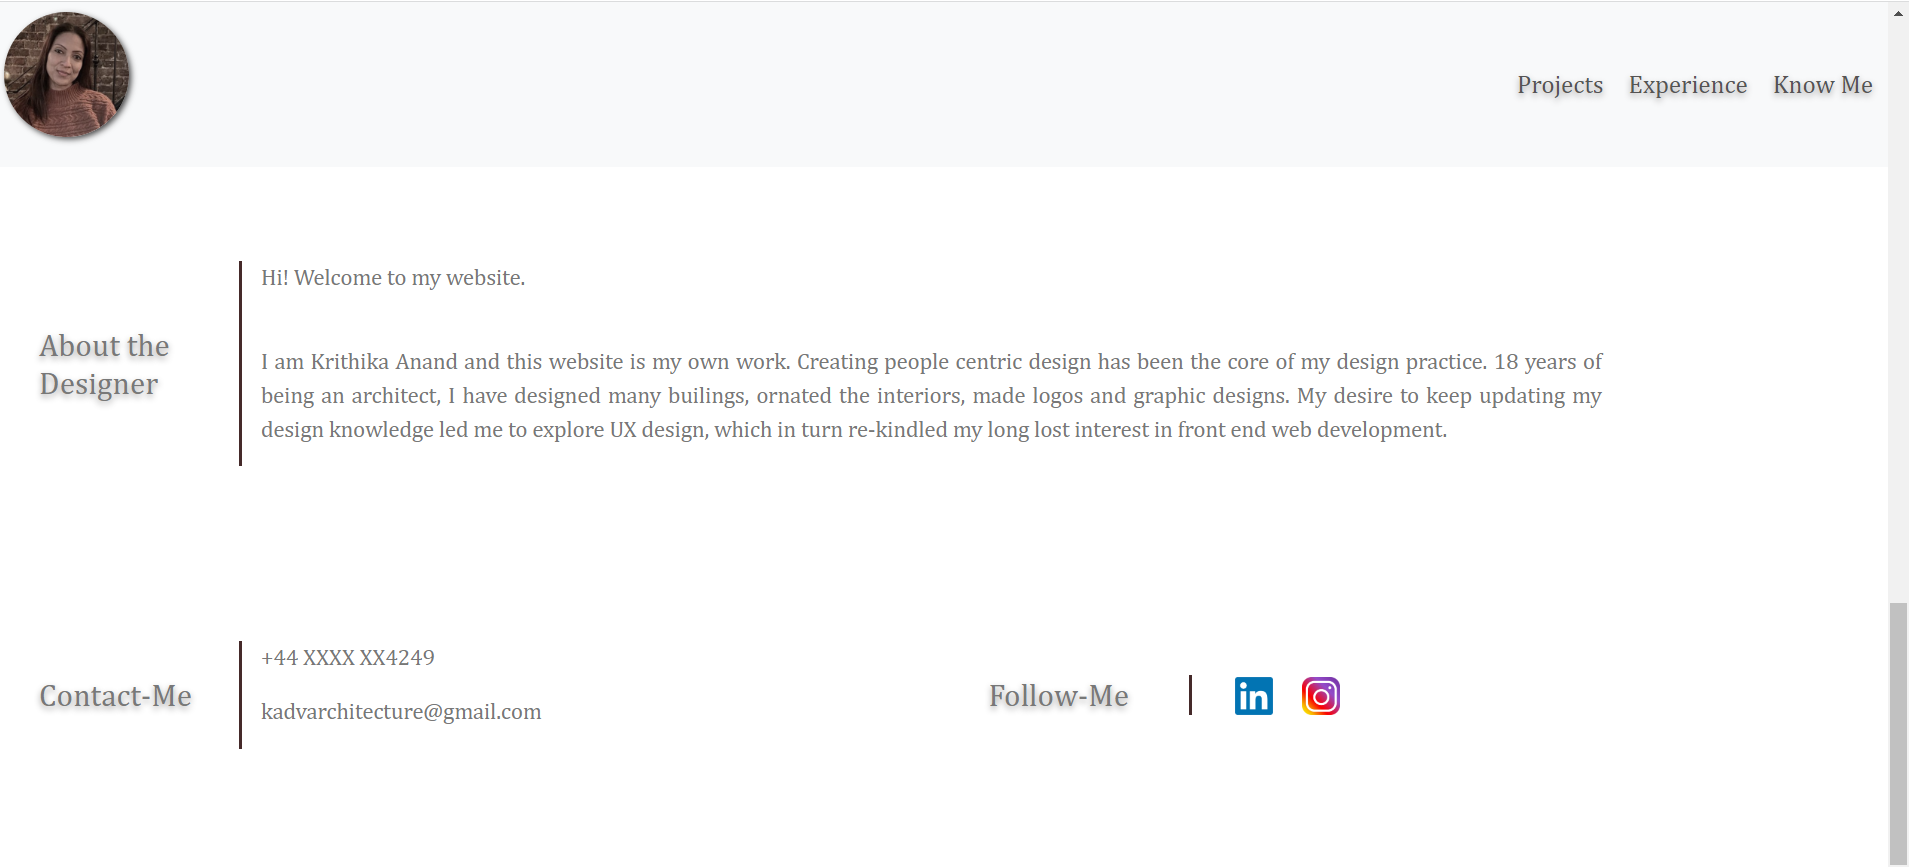 Projects Experience Know Me
Hi! Welcome to my website.
About the
Designer
I am Krithika Anand and this website is my own work. Creating people centric design has been the core of my design practice. 18 years of
being an architect, I have designed many builings, ornated the interiors, made logos and graphic designs. My desire to keep updating my
design knowledge led me to explore UX design, which in turn re-kindled my long lost interest in front end web development.
Contact-Me
+44 XXXX XX4249
kadvarchitecture@gmail.com
Follow-Me
in